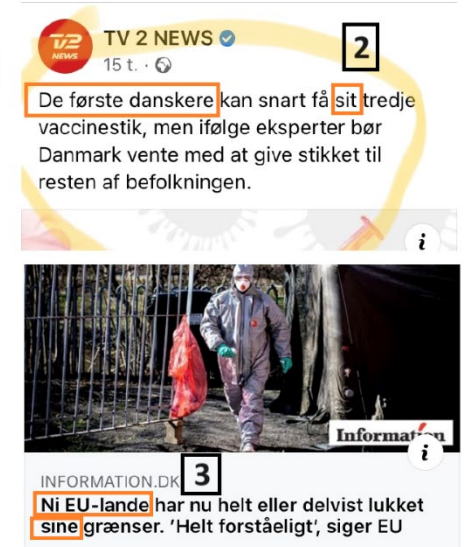 TV2
NEWS
TV 2 NEWS
15 t. ·
2
De første danskere kan snart få sit tredje
vaccinestik, men ifølge eksperter bør
Danmark vente med at give stikket til
resten af befolkningen.
i
Information
i
INFORMATION.DK
3
Ni EU-lande har nu helt eller delvist lukket
sine grænser. 'Helt forståeligt', siger EU